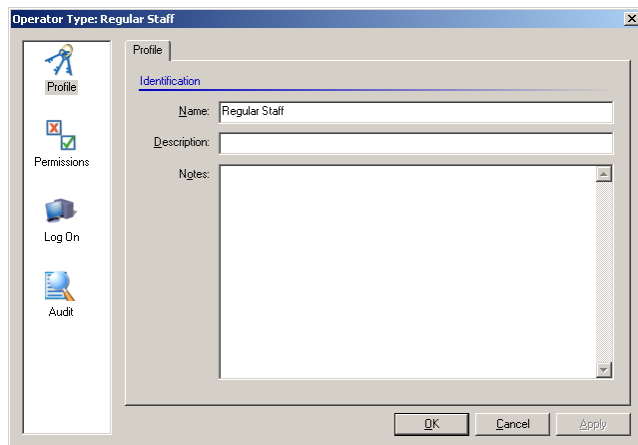 Operator Type: Regular Staff
Profile
Permissions
Log On
Audit
Profile
Identification
Name: Regular Staff
Description:
Notes:
OK Cancel Apply